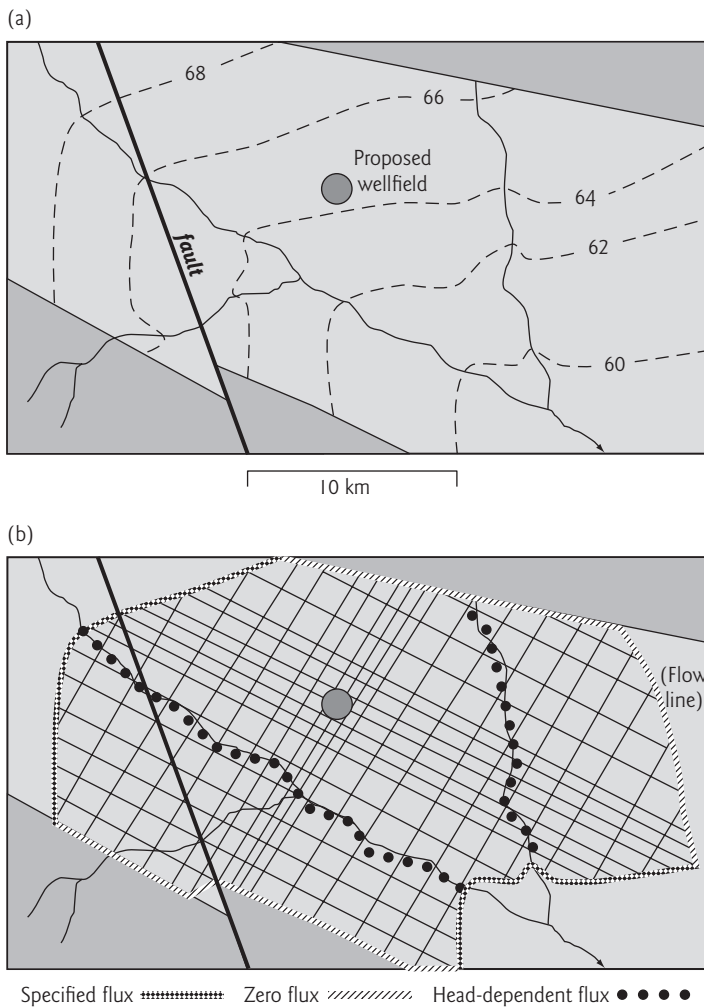 (a)
68
66
Proposed
wellfield
64
fault
62
60
10 km
(b)
(Flow
line)
Specified flux Zero flux Head-dependent flux